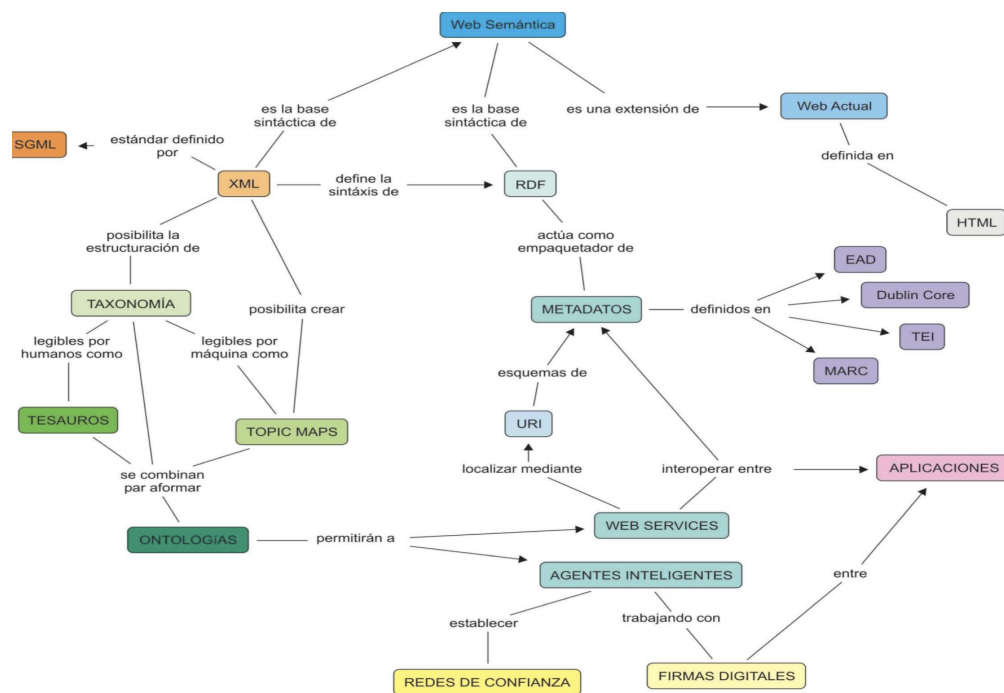 Web Semántica
es la base
sintáctica de
es la base
sintáctica de
es una extensión de
Web Actual
SGML
estándar definido
por
definida en
XML
define la
sintáxis de
RDF
HTML
posibilita la
estructuración de
actúa como
empaquetador de
EAD
TAXONOMÍA
posibilita crear
METADATOS
definidos en
Dublin Core
TEI
legibles por
humanos como
legibles por
máquina como
esquemas de
MARC
TESAUROS
TOPIC MAPS
URI
se combinan
par aformar
localizar mediante
interoperar entre
APLICACIONES
ONTOLOGíAS
permitirán a
WEB SERVICES
AGENTES INTELIGENTES
entre
establecer
trabajando con
REDES DE CONFIANZA
FIRMAS DIGITALES